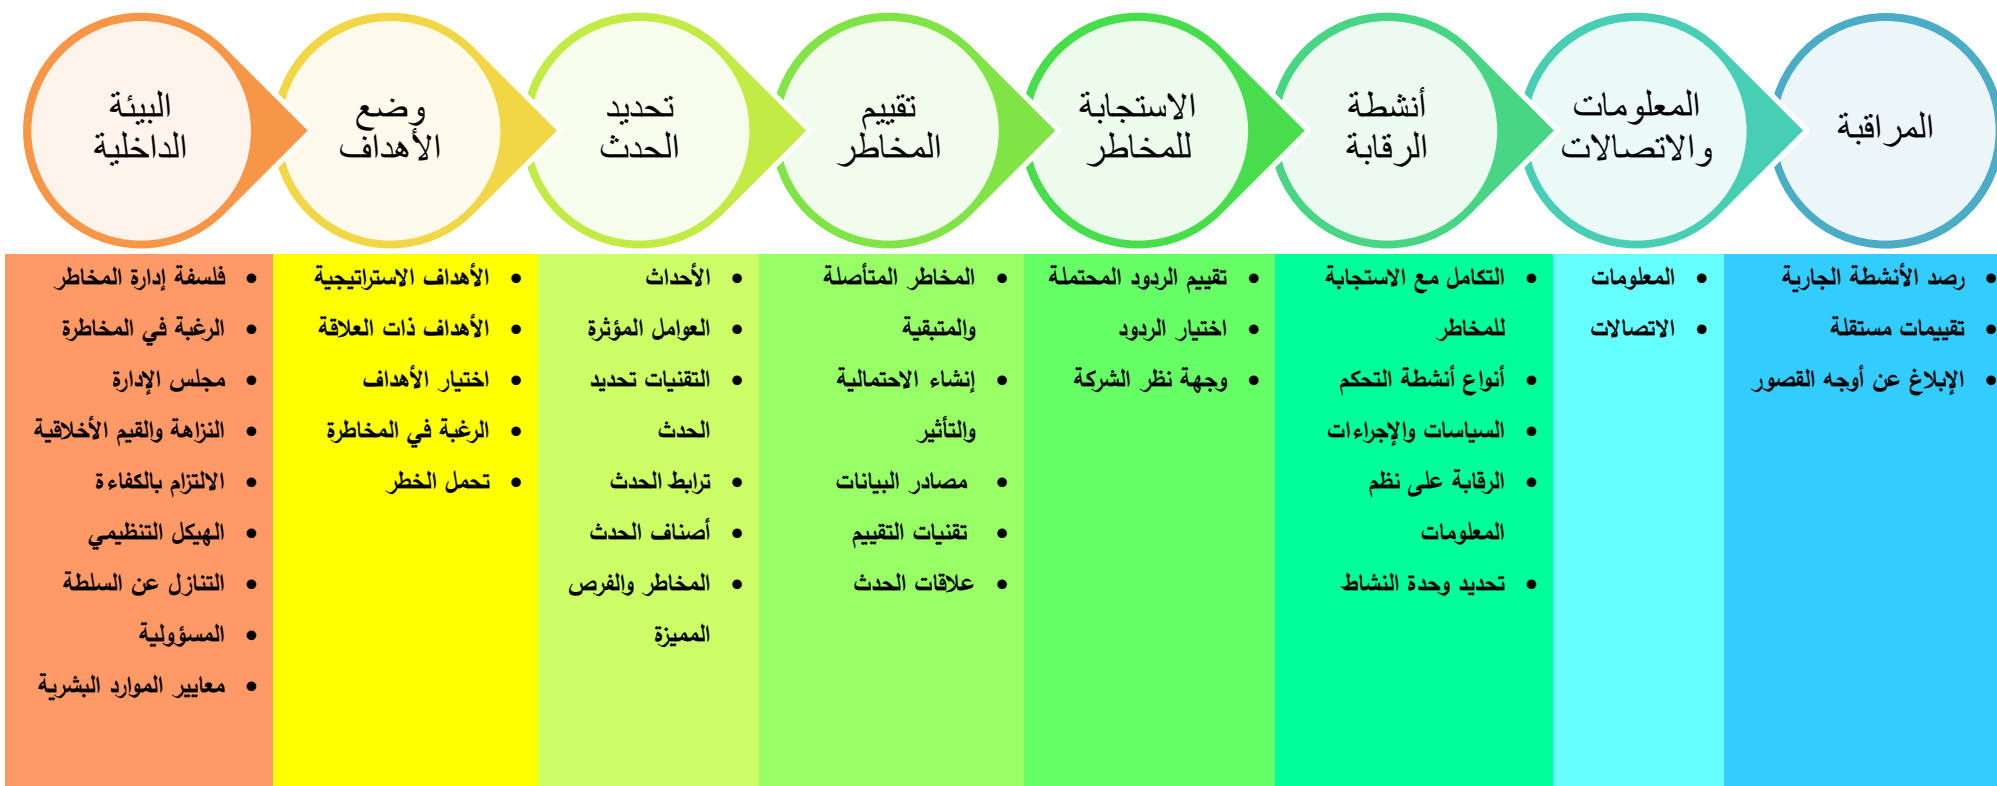 البيئة
الداخلية
وضع
الأهداف
تحديد
الحدث
تقييم
المخاطر
الاستجابة
للمخاطر
أنشطة
الرقابة
المعلومات
والاتصالات
المراقبة
• فلسفة إدارة المخاطر
• الرغبة في المخاطرة
• مجلس الإدارة
• النزاهة والقيم الأخلاقية
• الالتزام بالكفاءة
• الهيكل التنظيمي
• التنازل عن السلطة
• المسؤولية
• معايير الموارد البشرية
• الأهداف الاستراتيجية
• الأهداف ذات العلاقة
• اختيار الأهداف
• الرغبة في المخاطرة
• تحمل الخطر
• الأحداث
• العوامل المؤثرة
• التقنيات تحديد
الحدث
• ترابط الحدث
• أصناف الحدث
• المخاطر والفرص
المميزة
• المخاطر المتأصلة
والمتبقية
• إنشاء الاحتمالية
والتأثير
• مصادر البيانات
• تقنيات التقييم
• علاقات الحدث
• تقييم الردود المحتملة
• اختيار الردود
• وجهة نظر الشركة
• التكامل مع الاستجابة
للمخاطر
• أنواع أنشطة التحكم
• السياسات والإجراءات
• الرقابة على نظم
المعلومات
• تحديد وحدة النشاط
• المعلومات
• الاتصالات
• رصد الأنشطة الجارية
• تقييمات مستقلة
• الإبلاغ عن أوجه القصور